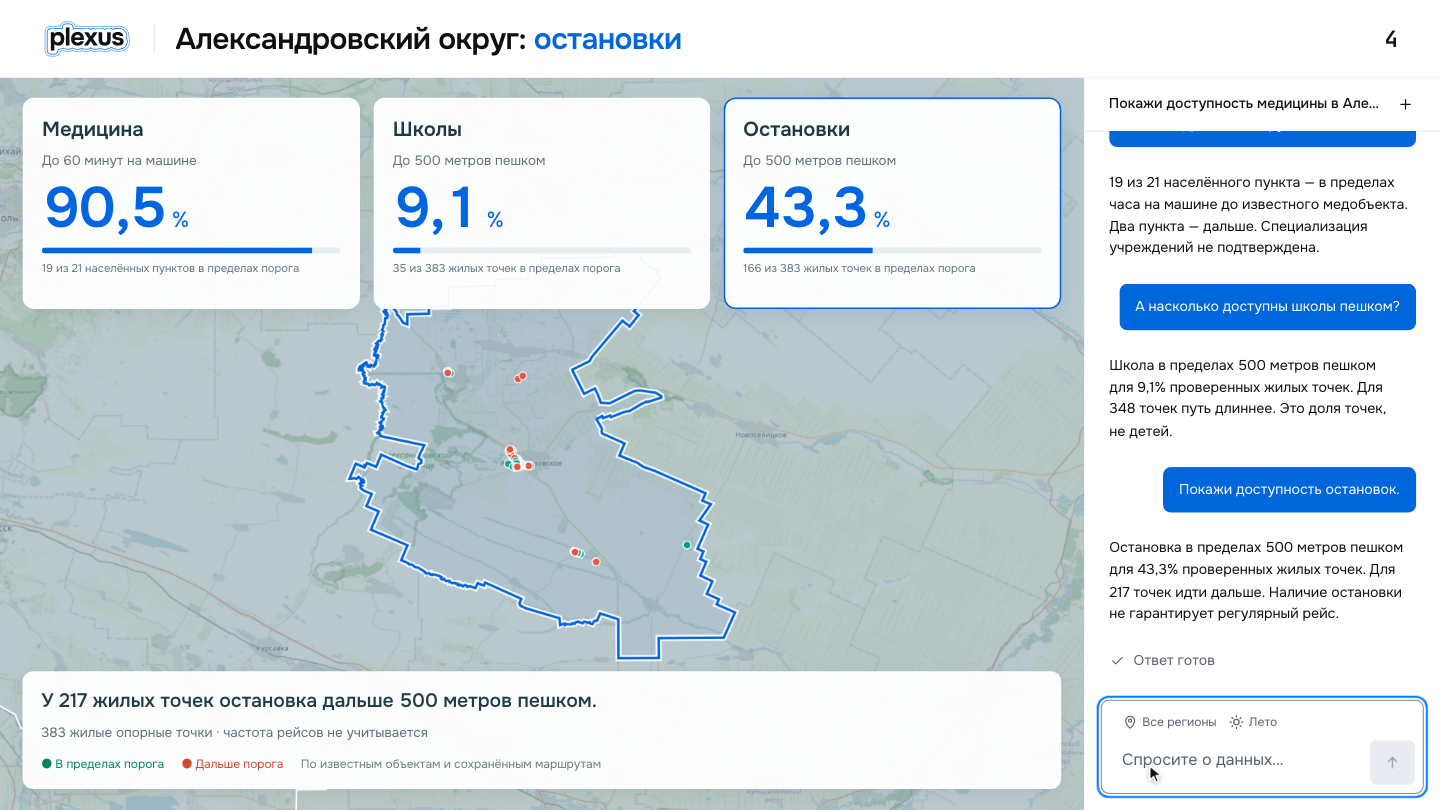 plexus
Александровский округ: остановки
4
Медицина
До 60 минут на машине
90,5 %
19 из 21 населённых пунктов в пределах порога
Школы
До 500 метров пешком
9,1 %
35 из 383 жилых точек в пределах порога
Остановки
До 500 метров пешком
43,3 %
166 из 383 жилых точек в пределах порога
Новоселицкое
Курсавка
У 217 жилых точек остановка дальше 500 метров пешком.
383 жилые опорные точки · частота рейсов не учитывается
В пределах порога
Дальше порога
По известным объектам и сохранённым маршрутам
Покажи доступность медицины в Але...
19 из 21 населённого пункта — в пределах
часа на машине до известного медобъекта.
Два пункта — дальше. Специализация
учреждений не подтверждена.
А насколько доступны школы пешком?
Школа в пределах 500 метров пешком
для 9,1% проверенных жилых точек. Для
348 точек путь длиннее. Это доля точек,
не детей.
Покажи доступность остановок.
Остановка в пределах 500 метров пешком
для 43,3% проверенных жилых точек. Для
217 точек идти дальше. Наличие остановки
не гарантирует регулярный рейс.
Ответ готов
Все регионы
Лето
Спросите о данных...